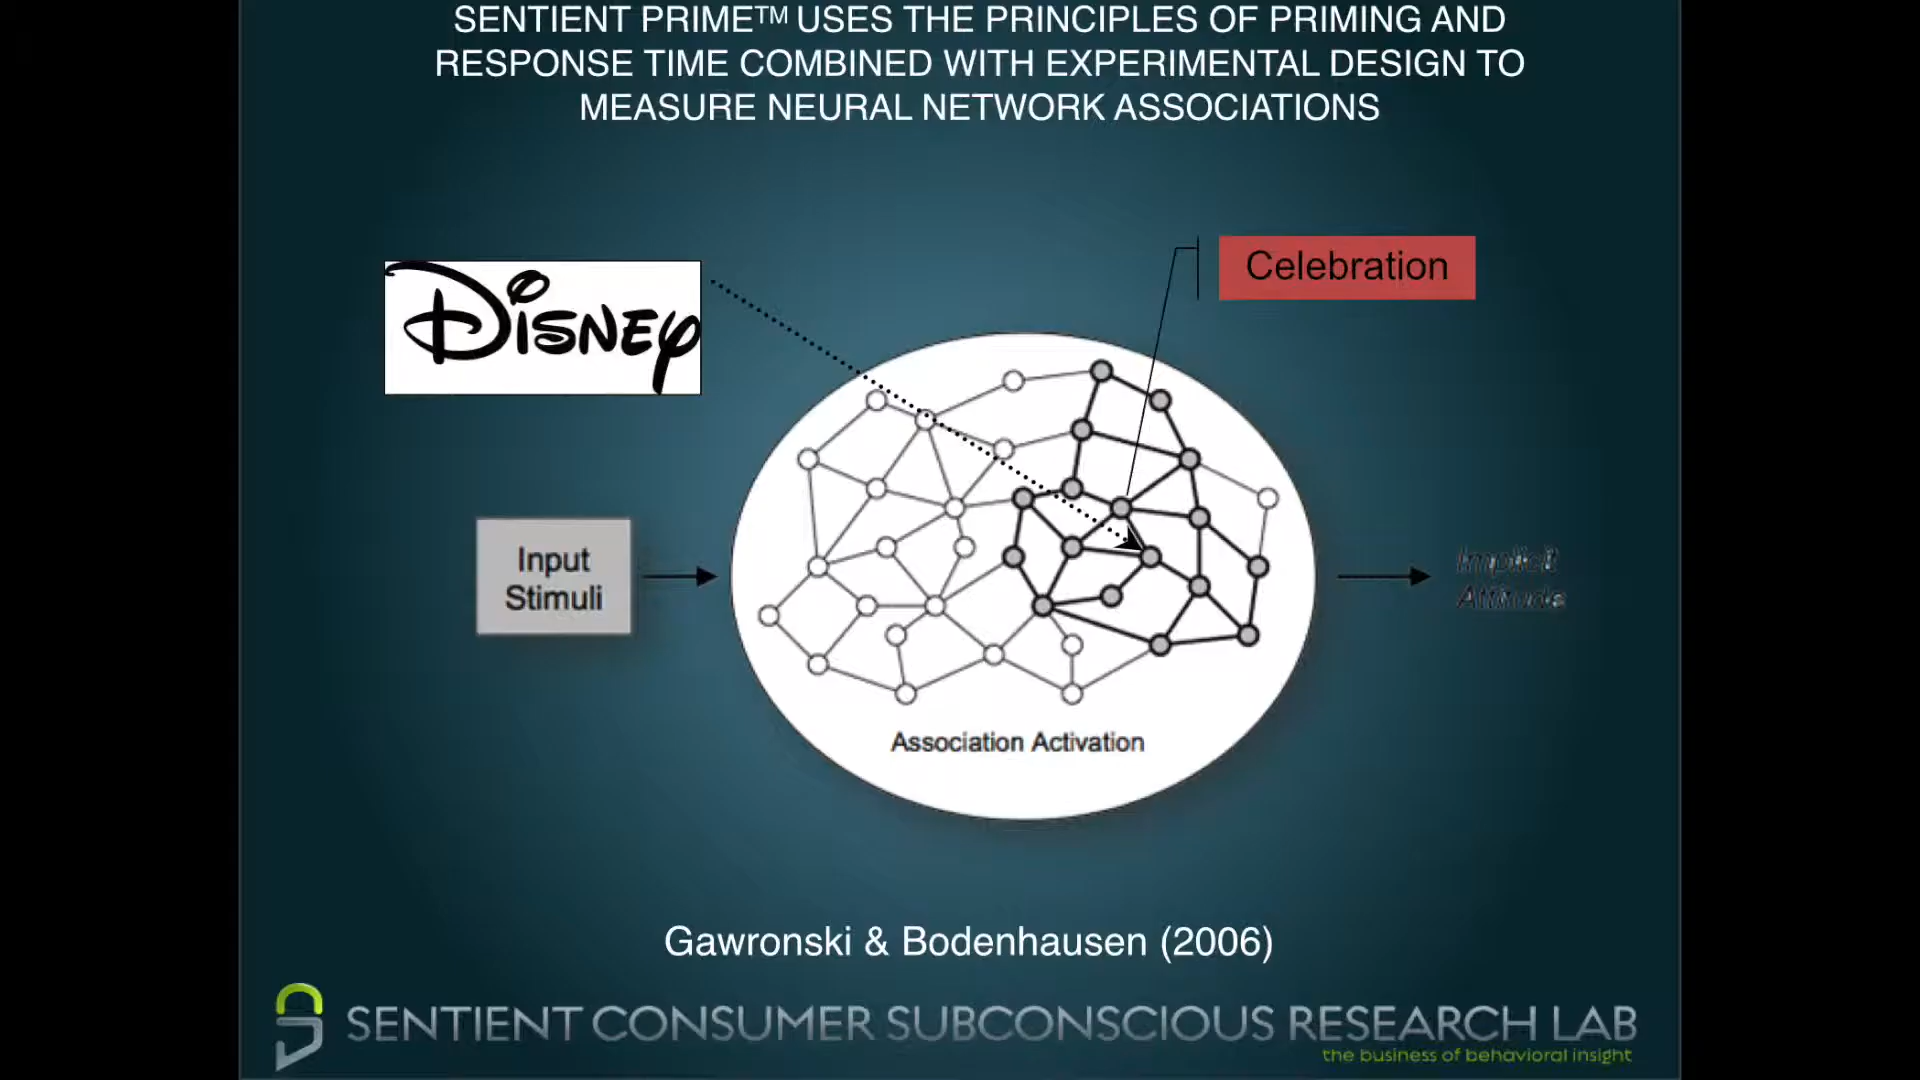 SENTIENT PRIME™ USES THE PRINCIPLES OF PRIMING AND
RESPONSE TIME COMBINED WITH EXPERIMENTAL DESIGN TO
MEASURE NEURAL NETWORK ASSOCIATIONS
Celebration
Disney
Input
Stimuli
Implicit
Attitude
Association Activation
Gawronski & Bodenhausen (2006)
SENTIENT CONSUMER SUBCONSCIOUS RESEARCH LAB
the business of behavioral insight